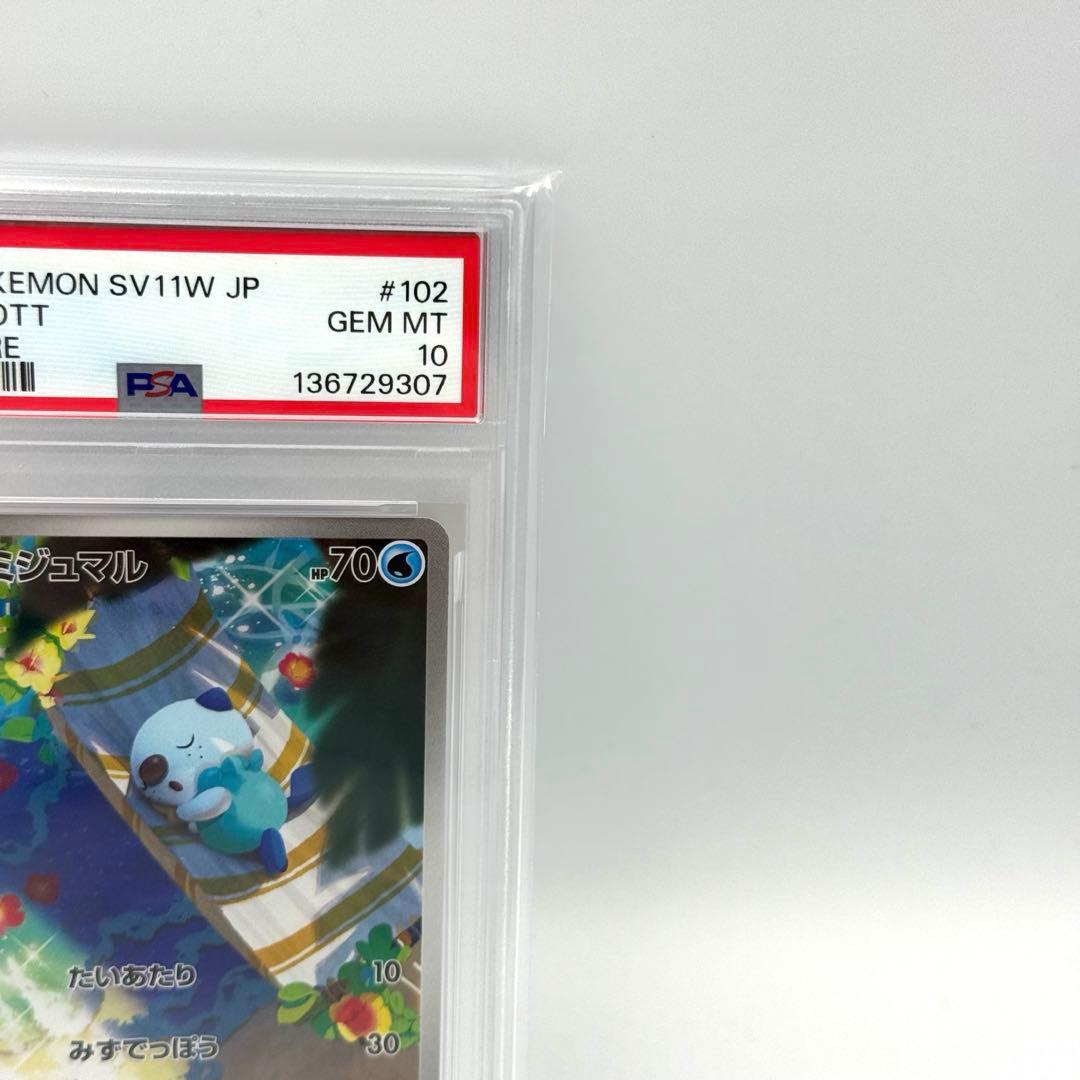 KEMON SV11W JP #102
OTT GEM MT
RE 10
PSA 136729307
ミジュマル HP70
たいあたり 10
みずでっぽう 30